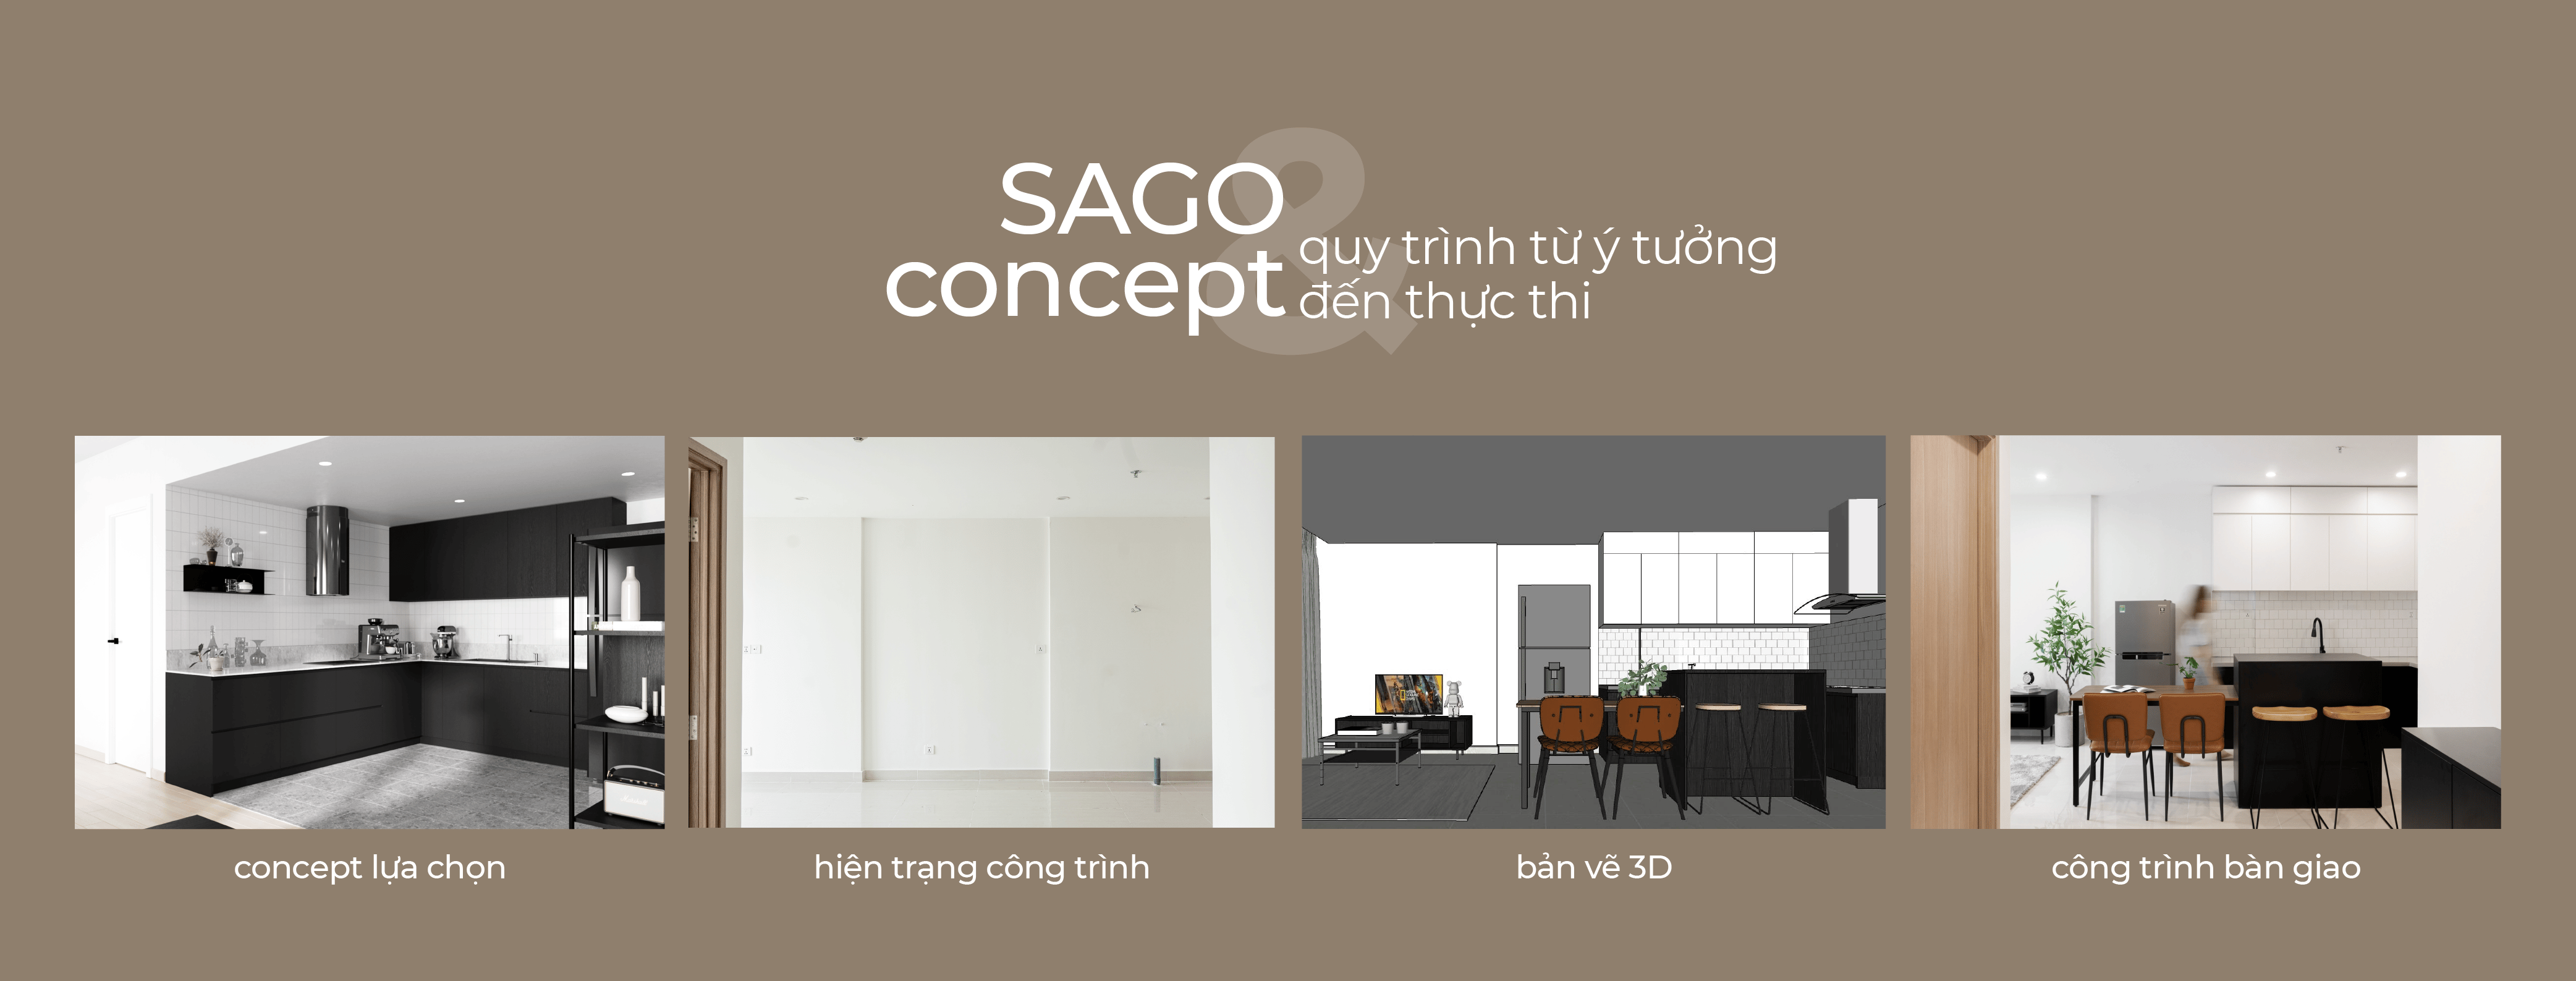 SAGO
concept
&
quy trình từ ý tưởng
đến thực thi
concept lựa chọn
hiện trạng công trình
bản vẽ 3D
công trình bàn giao